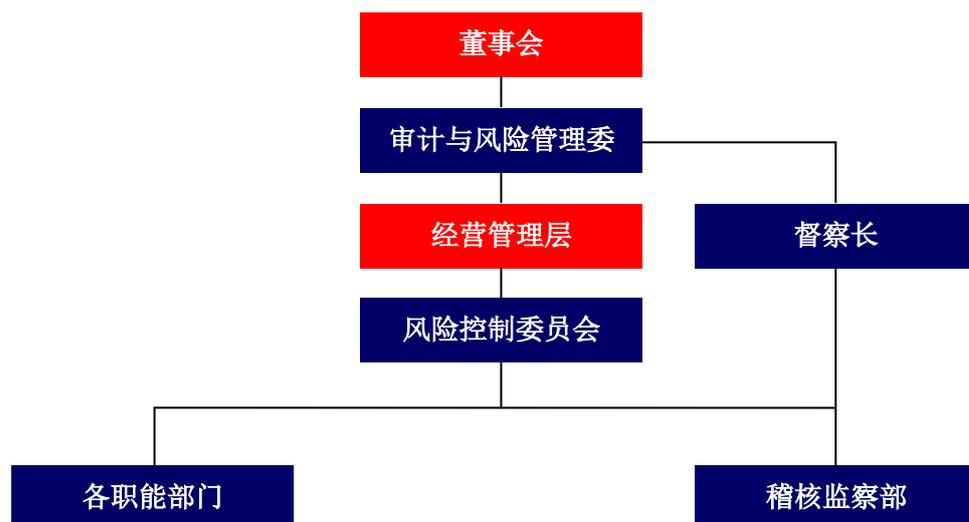 董事会
审计与风险管理委
经营管理层
督察长
风险控制委员会
各职能部门
稽核监察部